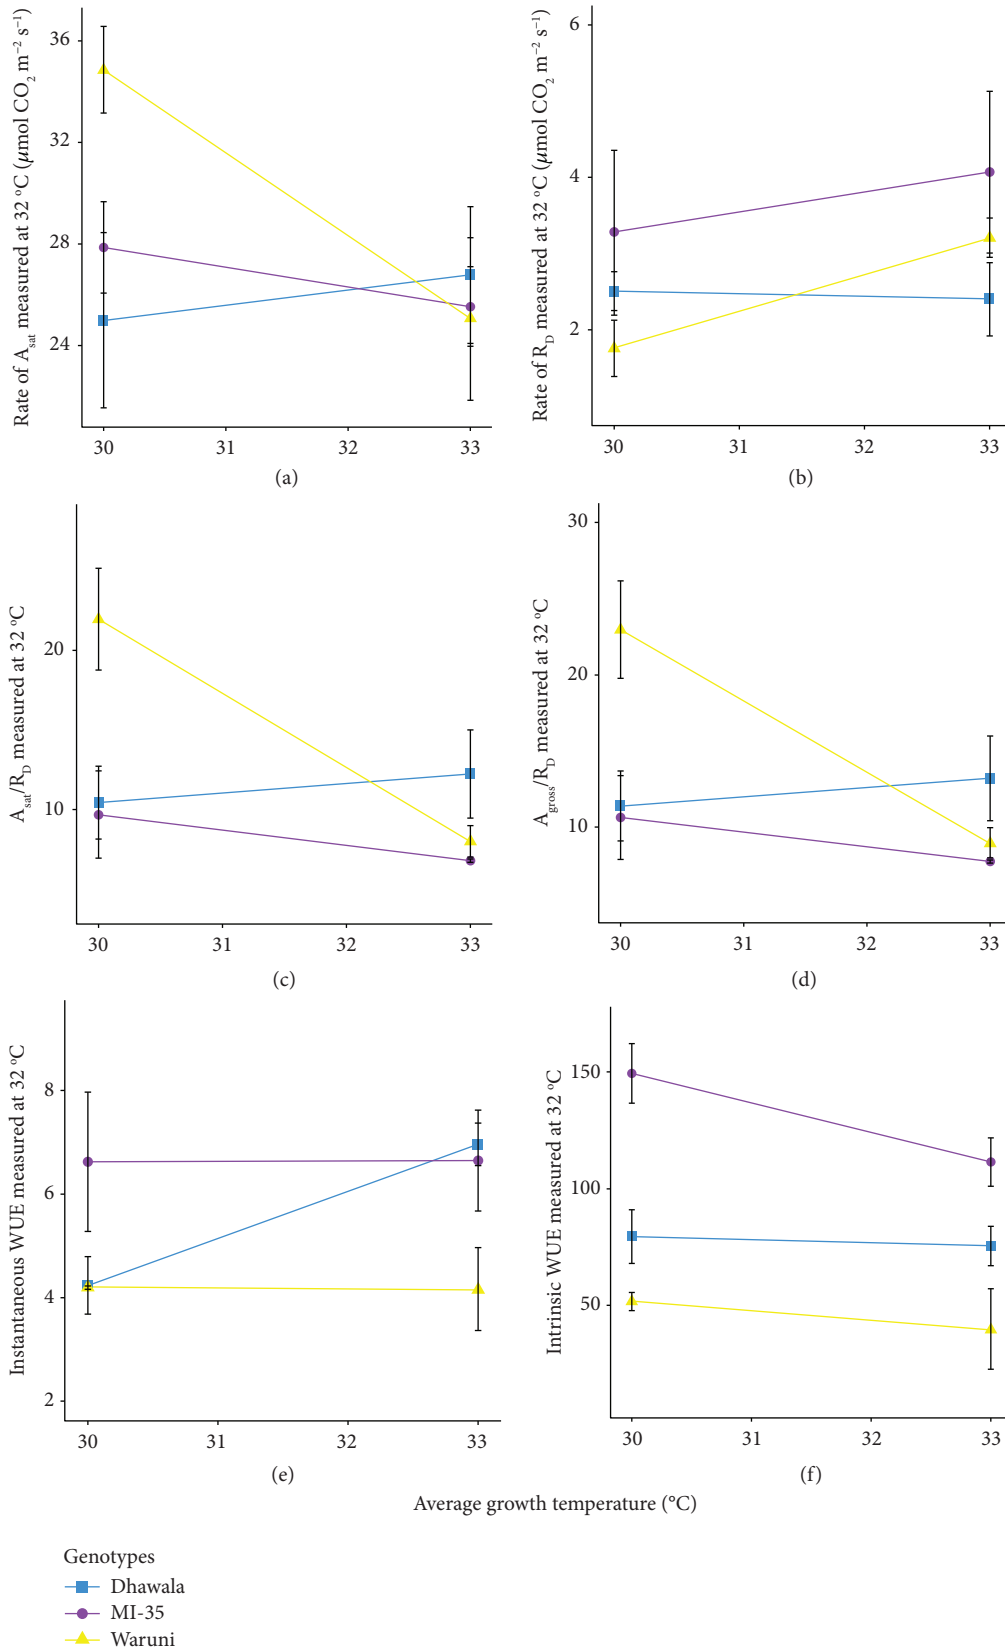 Rate of A_sat measured at 32 °C (μmol CO₂ m⁻² s⁻¹)
36
32
28
24
30 31 32 33
(a)
Rate of R_D measured at 32 °C (μmol CO₂ m⁻² s⁻¹)
6
4
2
30 31 32 33
(b)
A_sat/R_D measured at 32 °C
20
10
30 31 32 33
(c)
A_gross/R_D measured at 32 °C
30
20
10
30 31 32 33
(d)
Instantaneous WUE measured at 32 °C
8
6
4
2
30 31 32 33
(e)
Intrinsic WUE measured at 32 °C
150
100
50
30 31 32 33
(f)
Average growth temperature (°C)
Genotypes
Dhawala
MI-35
Waruni